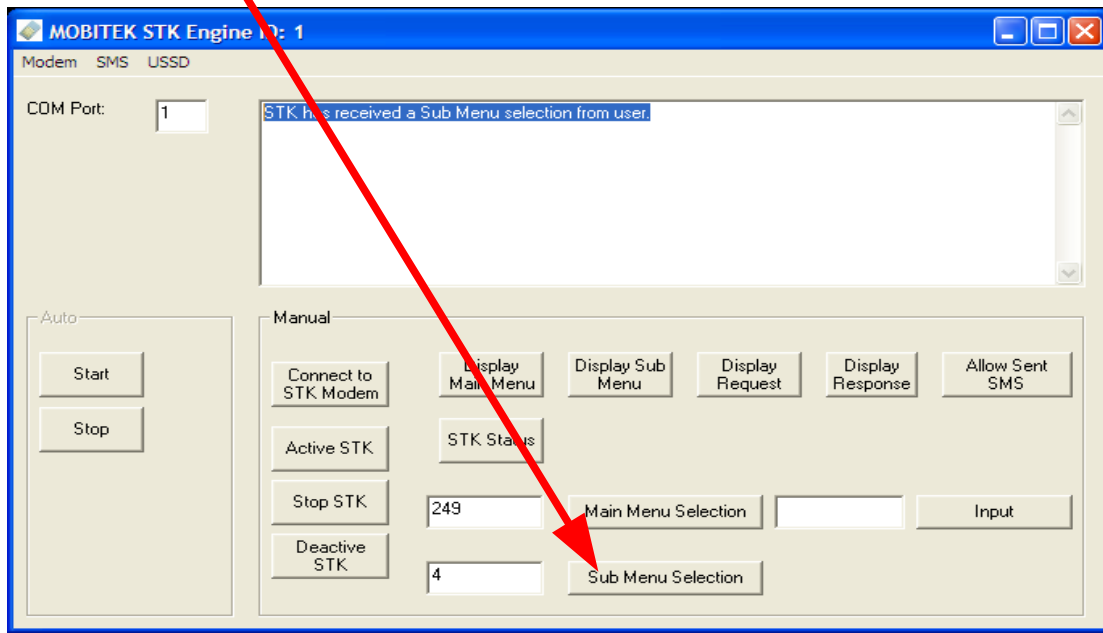 MOBITEK STK Engine ID: 1
Modem SMS USSD
COM Port:
1
STK has received a Sub Menu selection from user.
Auto
Start
Stop
Manual
Connect to
STK Modem
Active STK
Stop STK
Deactive
STK
Display
Main Menu
Display Sub
Menu
Display
Request
Display
Response
Allow Sent
SMS
STK Status
249
Main Menu Selection
Input
4
Sub Menu Selection